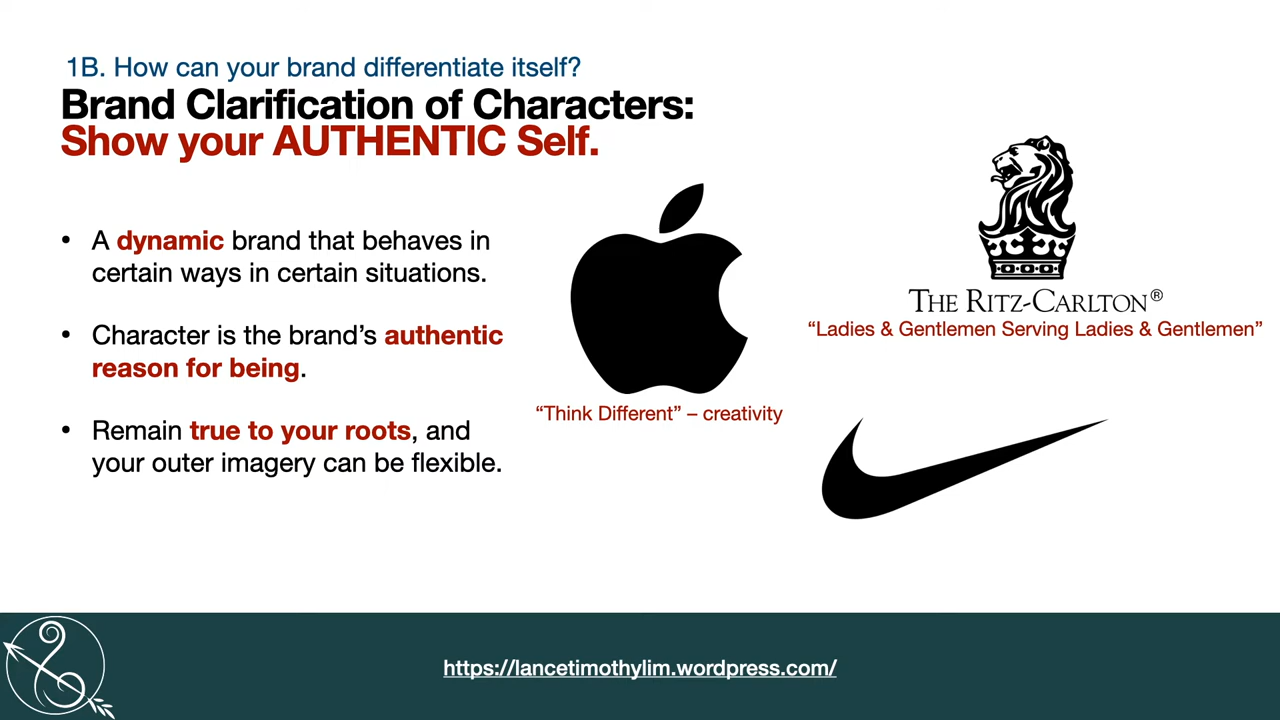 1B. How can your brand differentiate itself?
Brand Clarification of Characters:
Show your AUTHENTIC Self.
• A dynamic brand that behaves in
certain ways in certain situations.
• Character is the brand’s authentic
reason for being.
• Remain true to your roots, and
your outer imagery can be flexible.
“Think Different” – creativity
THE RITZ-CARLTON®
“Ladies & Gentlemen Serving Ladies & Gentlemen”
https://lancetimothylim.wordpress.com/